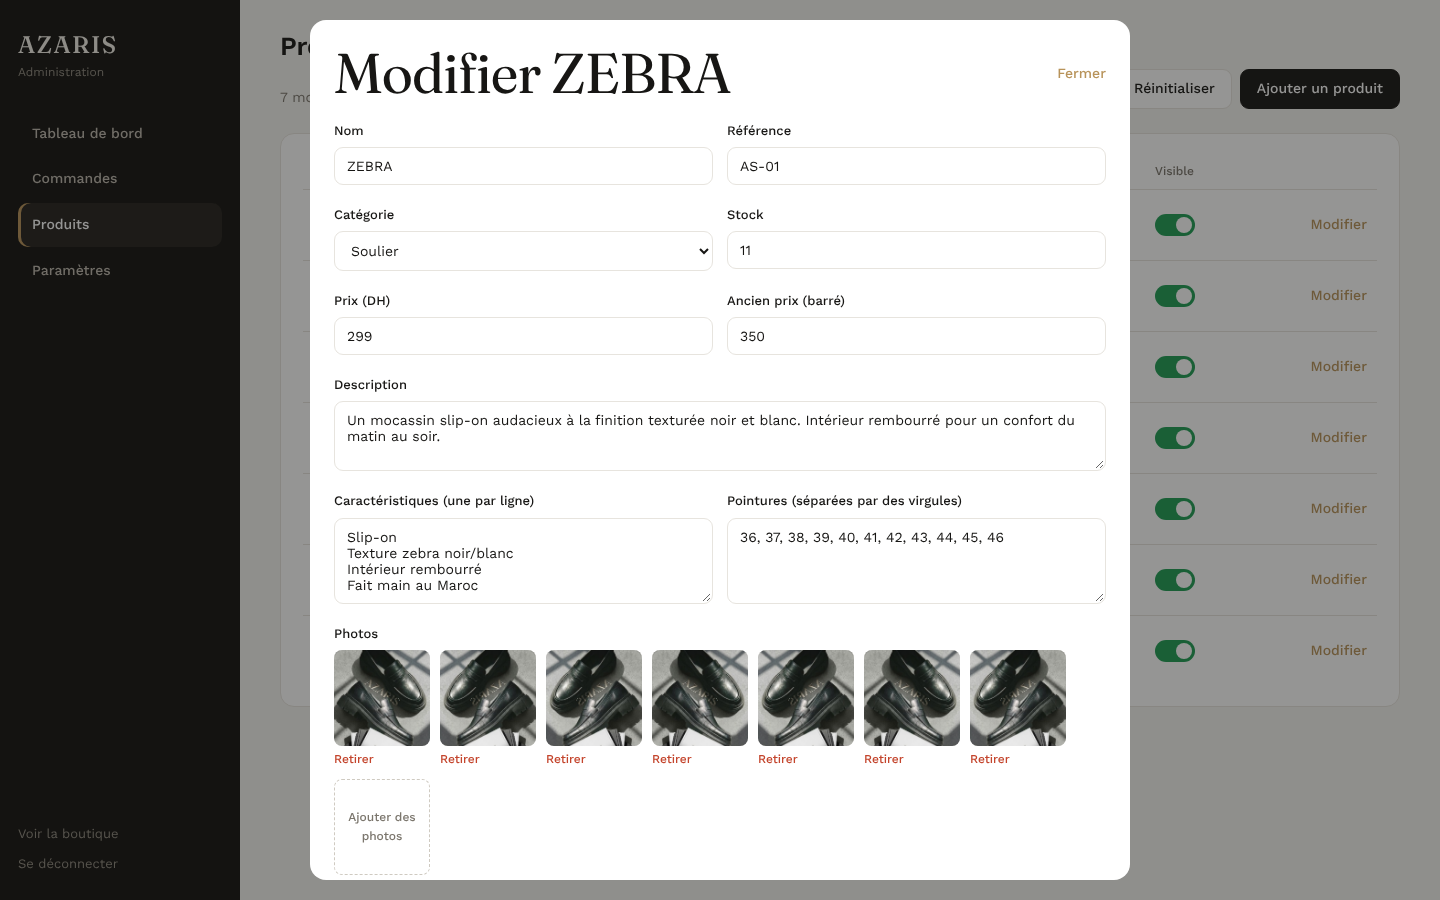 AZARIS
Administration
Tableau de bord
Commandes
Produits
Paramètres
Voir la boutique
Se déconnecter
7
Réinitialiser
Ajouter un produit
Visible
Modifier
Modifier
Modifier
Modifier
Modifier
Modifier
Modifier
Modifier ZEBRA
Fermer
Nom
Référence
ZEBRA
AS-01
Catégorie
Stock
Soulier
11
Prix (DH)
Ancien prix (barré)
299
350
Description
Un mocassin slip-on audacieux à la finition texturée noir et blanc. Intérieur rembourré pour un confort du
matin au soir.
Caractéristiques (une par ligne)
Pointures (séparées par des virgules)
Slip-on
Texture zebra noir/blanc
Intérieur rembourré
Fait main au Maroc
36, 37, 38, 39, 40, 41, 42, 43, 44, 45, 46
Photos
Retirer
Retirer
Retirer
Retirer
Retirer
Retirer
Retirer
Ajouter des
photos